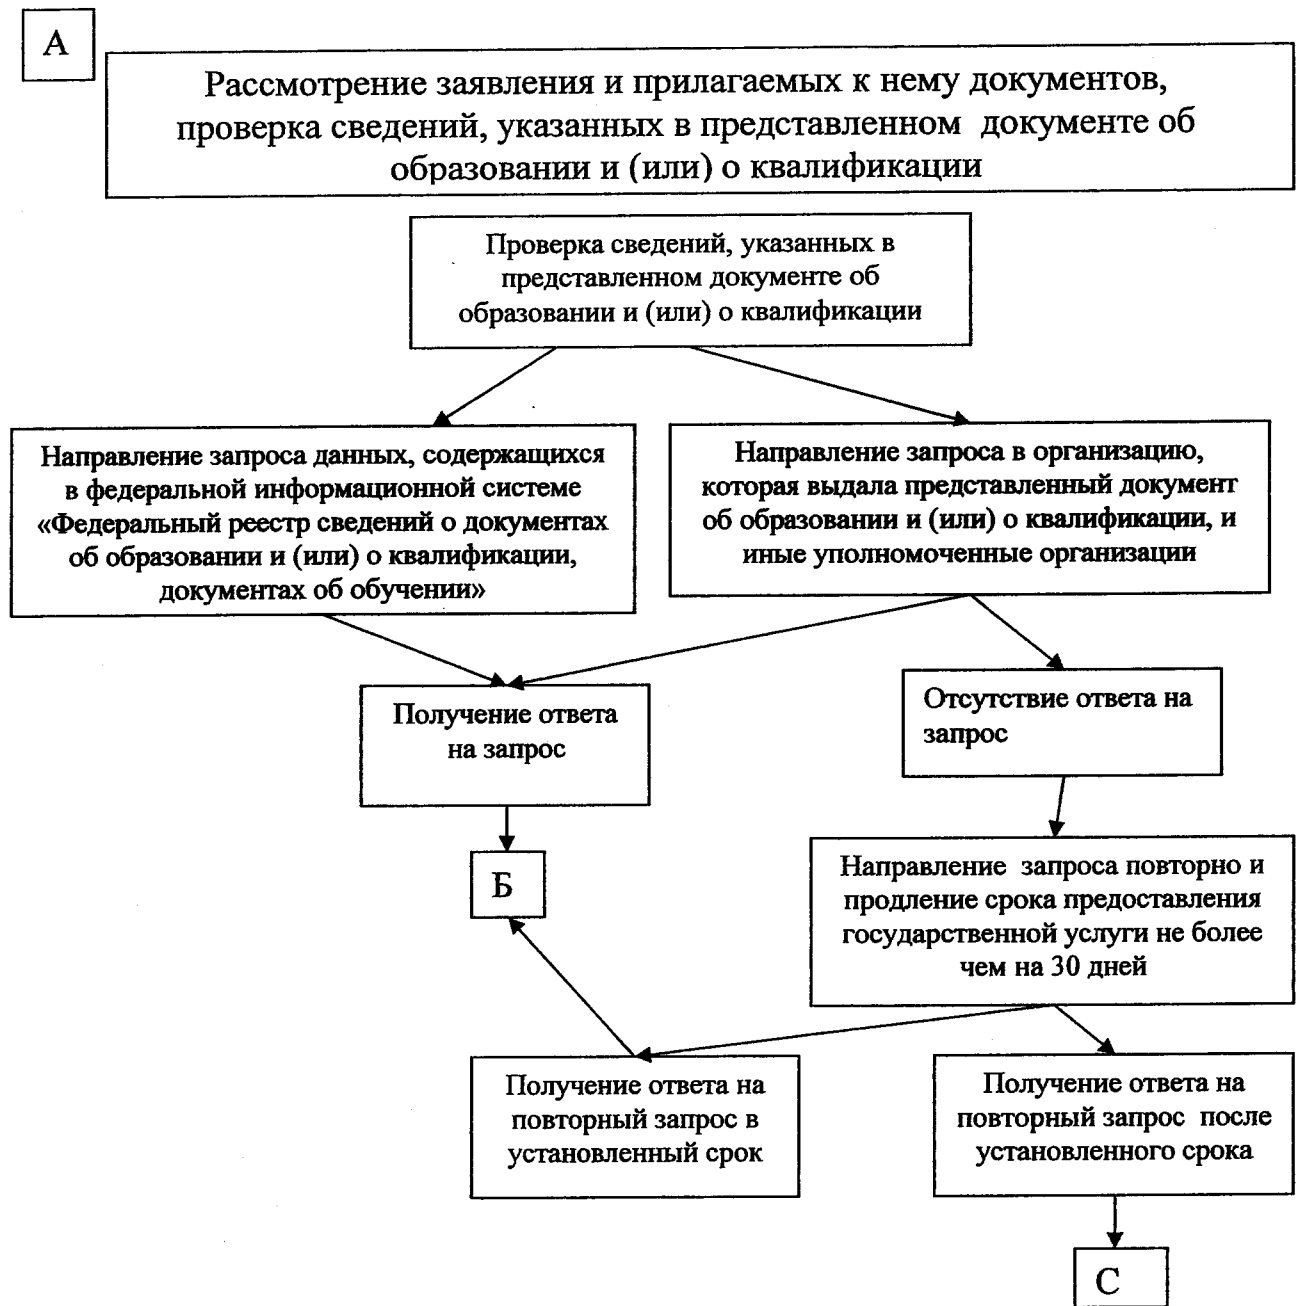 А
Рассмотрение заявления и прилагаемых к нему документов,
проверка сведений, указанных в представленном документе об
образовании и (или) о квалификации
Проверка сведений, указанных в
представленном документе об
образовании и (или) о квалификации
Направление запроса данных, содержащихся
в федеральной информационной системе
«Федеральный реестр сведений о документах
об образовании и (или) о квалификации,
документах об обучении»
Направление запроса в организацию,
которая выдала представленный документ
об образовании и (или) о квалификации, и
иные уполномоченные организации
Получение ответа
на запрос
Отсутствие ответа на
запрос
Б
Направление запроса повторно и
продление срока предоставления
государственной услуги не более
чем на 30 дней
Получение ответа на
повторный запрос в
установленный срок
Получение ответа на
повторный запрос после
установленного срока
С